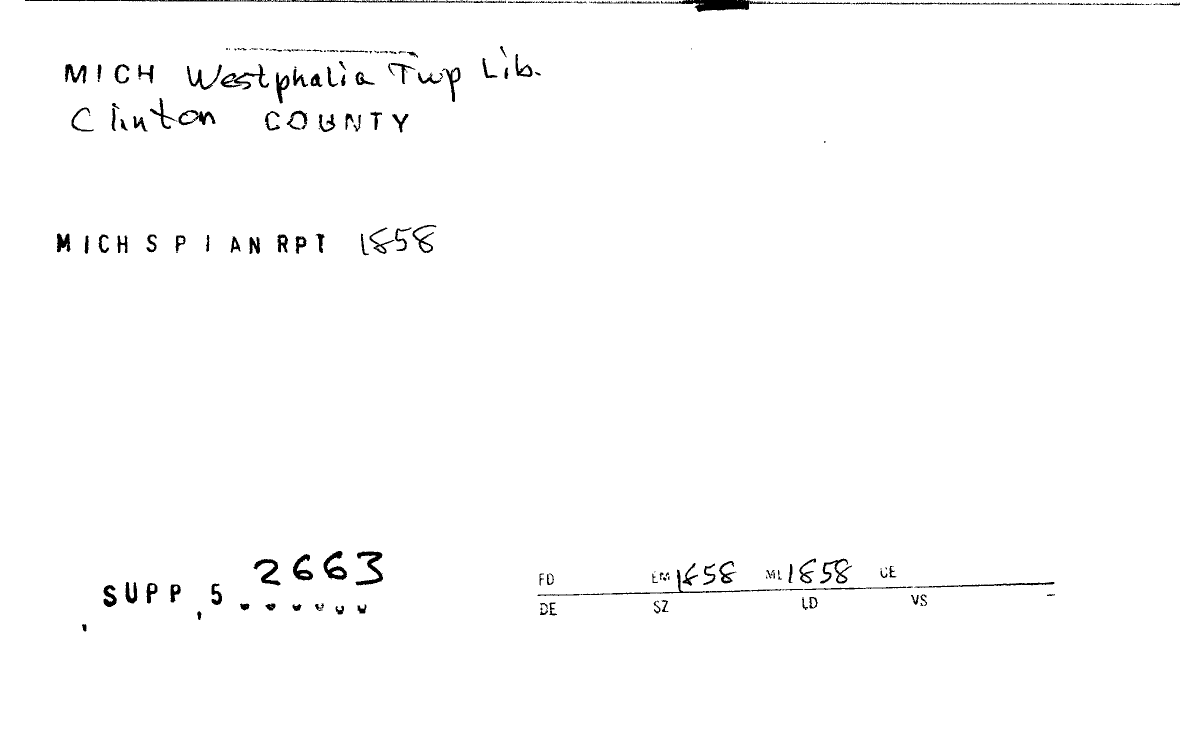 MICH Westphalia Twp Lib.
Clinton COUNTY
MICH S P I AN RPT 1858
2663
SUPP, 5 . . . . . .
FD EM 1858 ML 1858 CE
DE SZ LD VS